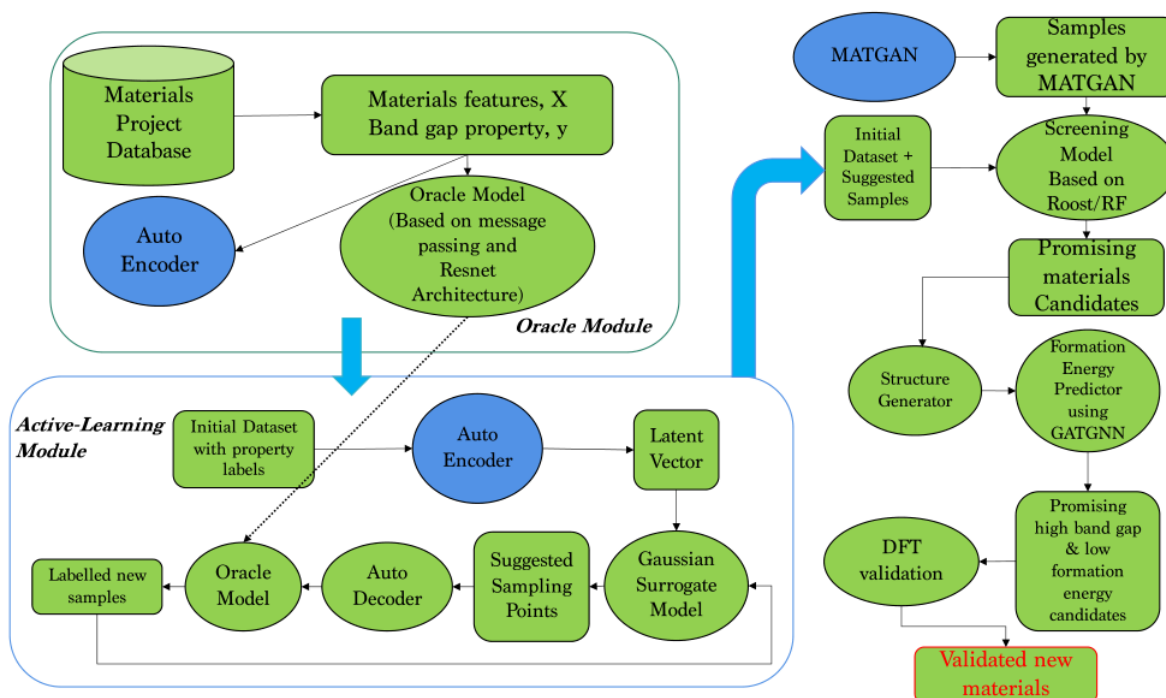 Materials
Project
Database
Materials features, X
Band gap property, y
Auto
Encoder
Oracle Model
(Based on message
passing and
Resnet
Architecture)
Oracle Module
Active-Learning
Module
Initial Dataset
with property
labels
Auto
Encoder
Latent
Vector
Labelled new
samples
Oracle
Model
Auto
Decoder
Suggested
Sampling
Points
Gaussian
Surrogate
Model
MATGAN
Samples
generated by
MATGAN
Initial
Dataset +
Suggested
Samples
Screening
Model
Based on
Roost/RF
Promising
materials
Candidates
Structure
Generator
Formation
Energy
Predictor
using
GATGNN
DFT
validation
Promising
high band gap
& low
formation
energy
candidates
Validated new
materials